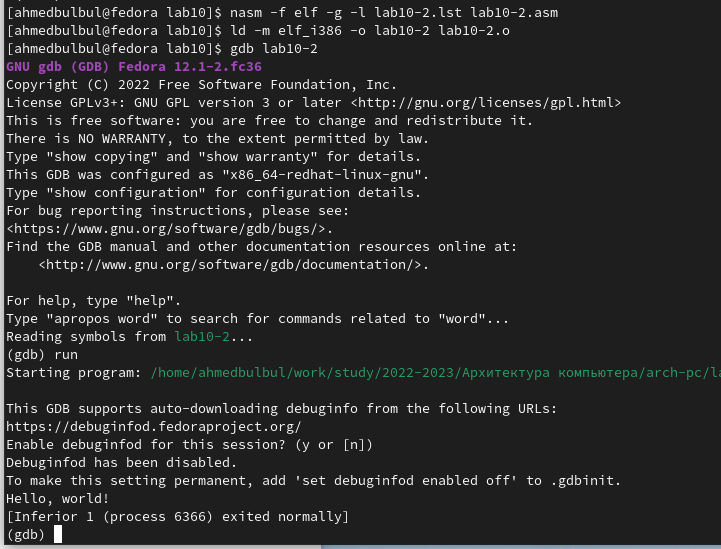 [ahmedbulbul@fedora lab10]$ nasm -f elf -g -l lab10-2.lst lab10-2.asm
[ahmedbulbul@fedora lab10]$ ld -m elf_i386 -o lab10-2 lab10-2.o
[ahmedbulbul@fedora lab10]$ gdb lab10-2
GNU gdb (GDB) Fedora 12.1-2.fc36
Copyright (C) 2022 Free Software Foundation, Inc.
License GPLv3+: GNU GPL version 3 or later <http://gnu.org/licenses/gpl.html>
This is free software: you are free to change and redistribute it.
There is NO WARRANTY, to the extent permitted by law.
Type "show copying" and "show warranty" for details.
This GDB was configured as "x86_64-redhat-linux-gnu".
Type "show configuration" for configuration details.
For bug reporting instructions, please see:
<https://www.gnu.org/software/gdb/bugs/>.
Find the GDB manual and other documentation resources online at:
    <http://www.gnu.org/software/gdb/documentation/>.

For help, type "help".
Type "apropos word" to search for commands related to "word"...
Reading symbols from lab10-2...
(gdb) run
Starting program: /home/ahmedbulbul/work/study/2022-2023/Архитектура компьютера/arch-pc/la

This GDB supports auto-downloading debuginfo from the following URLs:
https://debuginfod.fedoraproject.org/
Enable debuginfod for this session? (y or [n])
Debuginfod has been disabled.
To make this setting permanent, add 'set debuginfod enabled off' to .gdbinit.
Hello, world!
[Inferior 1 (process 6366) exited normally]
(gdb)